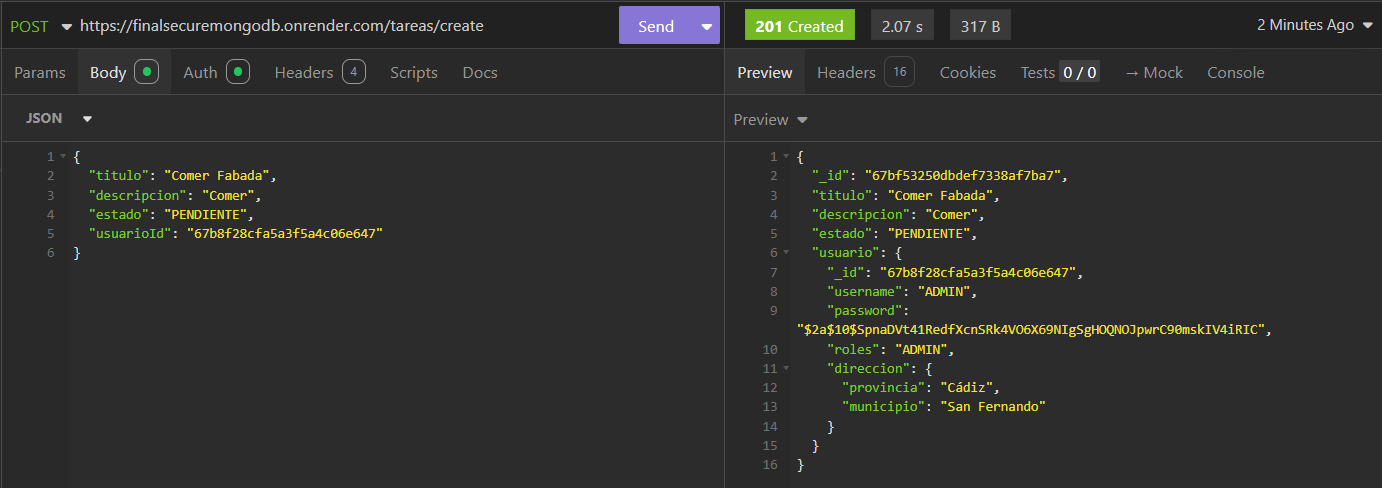 POST https://finalsecuremongodb.onrender.com/tareas/create Send
201 Created 2.07 s 317 B 2 Minutes Ago
Params Body Auth Headers 4 Scripts Docs
Preview Headers 16 Cookies Tests 0 / 0 → Mock Console
JSON
Preview
1 {
2 "titulo": "Comer Fabada",
3 "descripcion": "Comer",
4 "estado": "PENDIENTE",
5 "usuarioId": "67b8f28cfa5a3f5a4c06e647"
6 }
1 {
2 "_id": "67bf53250dbdef7338af7ba7",
3 "titulo": "Comer Fabada",
4 "descripcion": "Comer",
5 "estado": "PENDIENTE",
6 "usuario": {
7 "_id": "67b8f28cfa5a3f5a4c06e647",
8 "username": "ADMIN",
9 "password":
"$2a$10$SpnaDVt41RedfXcnSRk4VO6X69NIgSgHOQNOJpwrC90mskIV4iRIC",
10 "roles": "ADMIN",
11 "direccion": {
12 "provincia": "Cádiz",
13 "municipio": "San Fernando"
14 }
15 }
16 }